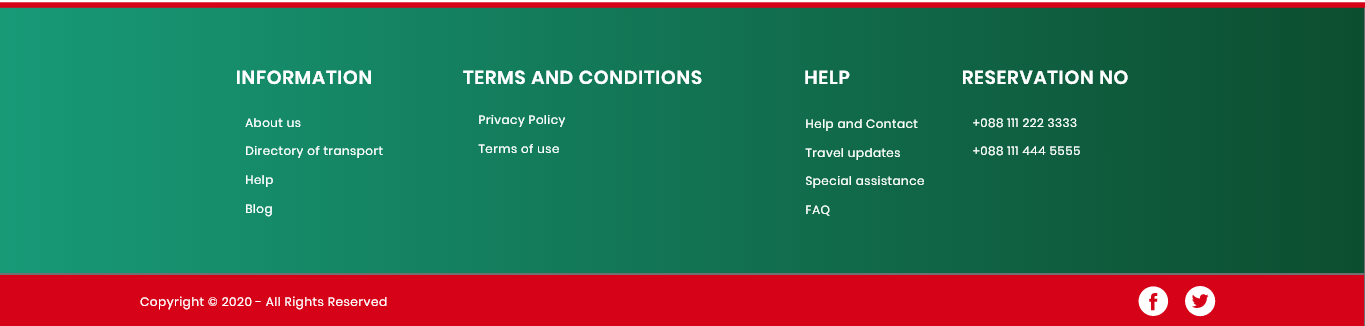 INFORMATION
About us
Directory of transport
Help
Blog
TERMS AND CONDITIONS
Privacy Policy
Terms of use
HELP
Help and Contact
Travel updates
Special assistance
FAQ
RESERVATION NO
+088 111 222 3333
+088 111 444 5555
Copyright © 2020 - All Rights Reserved